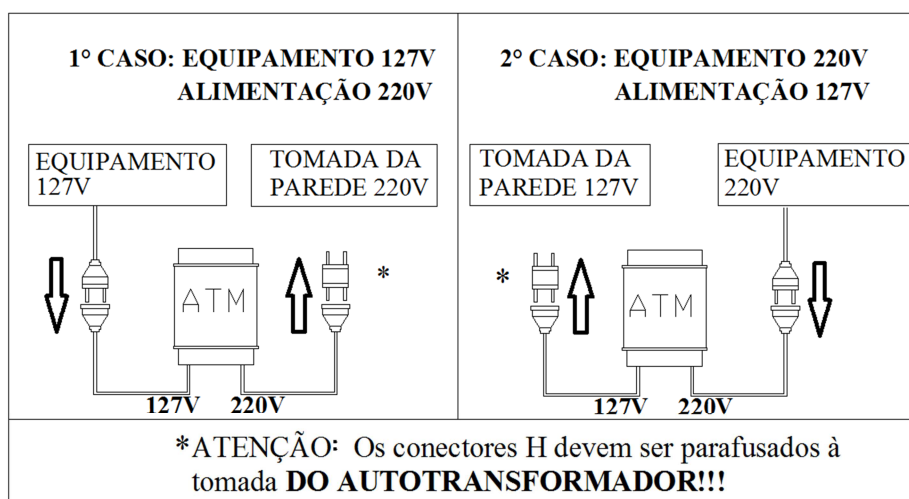 1° CASO: EQUIPAMENTO 127V
ALIMENTAÇÃO 220V
EQUIPAMENTO
127V
TOMADA DA
PAREDE 220V
*
ATM
127V 220V
2° CASO: EQUIPAMENTO 220V
ALIMENTAÇÃO 127V
TOMADA DA
PAREDE 127V
EQUIPAMENTO
220V
*
ATM
127V 220V
*ATENÇÃO: Os conectores H devem ser parafusados à
tomada DO AUTOTRANSFORMADOR!!!